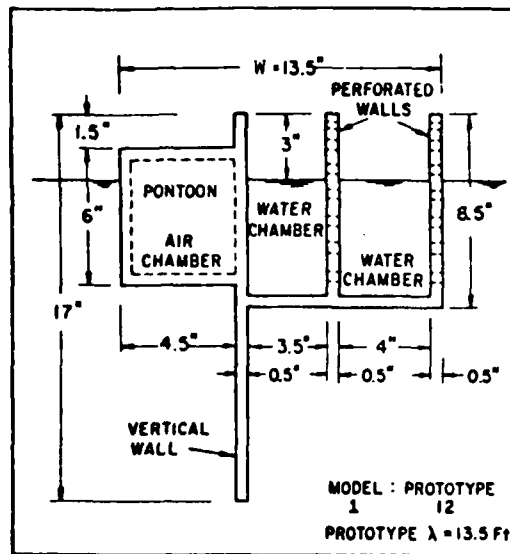 W = 13.5"
PERFORATED
WALLS
1.5"
3"
6"
PONTOON
AIR
CHAMBER
WATER
CHAMBER
WATER
CHAMBER
8.5"
17"
4.5"
3.5"
4"
0.5"
0.5"
0.5"
VERTICAL
WALL
MODEL : PROTOTYPE
1 12
PROTOTYPE λ = 13.5 Ft